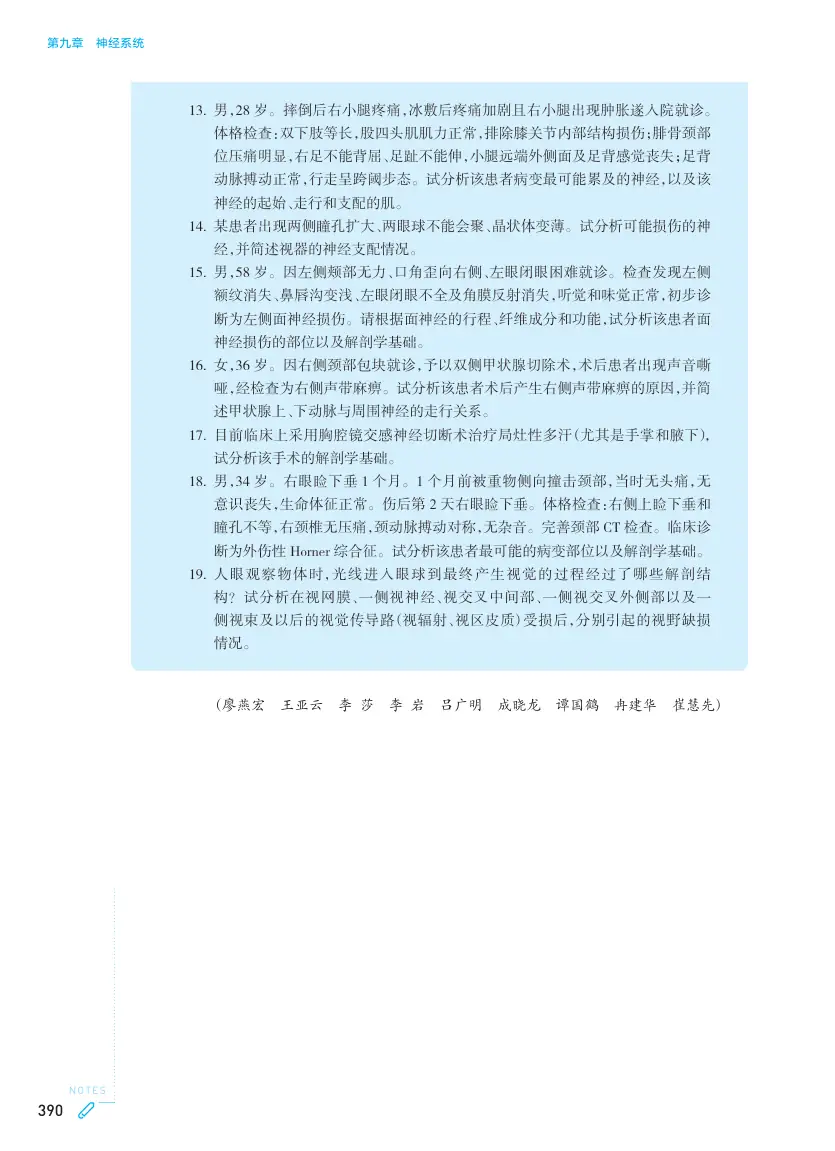 第九章　神经系统
13. 男,28 岁。摔倒后右小腿疼痛,冰敷后疼痛加剧且右小腿出现肿胀遂入院就诊。
体格检查:双下肢等长,股四头肌肌力正常,排除膝关节内部结构损伤;腓骨颈部
位压痛明显,右足不能背屈、足趾不能伸,小腿远端外侧面及足背感觉丧失;足背
动脉搏动正常,行走呈跨阈步态。试分析该患者病变最可能累及的神经,以及该
神经的起始、走行和支配的肌。
14. 某患者出现两侧瞳孔扩大、两眼球不能会聚、晶状体变薄。试分析可能损伤的神
经,并简述视器的神经支配情况。
15. 男,58 岁。因左侧颊部无力、口角歪向右侧、左眼闭眼困难就诊。检查发现左侧
额纹消失、鼻唇沟变浅、左眼闭眼不全及角膜反射消失,听觉和味觉正常,初步诊
断为左侧面神经损伤。请根据面神经的行程、纤维成分和功能,试分析该患者面
神经损伤的部位以及解剖学基础。
16. 女,36 岁。因右侧颈部包块就诊,予以双侧甲状腺切除术,术后患者出现声音嘶
哑,经检查为右侧声带麻痹。试分析该患者术后产生右侧声带麻痹的原因,并简
述甲状腺上、下动脉与周围神经的走行关系。
17. 目前临床上采用胸腔镜交感神经切断术治疗局灶性多汗(尤其是手掌和腋下),
试分析该手术的解剖学基础。
18. 男,34 岁。右眼睑下垂 1 个月。1 个月前被重物侧向撞击颈部,当时无头痛,无
意识丧失,生命体征正常。伤后第 2 天右眼睑下垂。体格检查:右侧上睑下垂和
瞳孔不等,右颈椎无压痛,颈动脉搏动对称,无杂音。完善颈部 CT 检查。临床诊
断为外伤性 Horner 综合征。试分析该患者最可能的病变部位以及解剖学基础。
19. 人眼观察物体时,光线进入眼球到最终产生视觉的过程经过了哪些解剖结
构？试分析在视网膜、一侧视神经、视交叉中间部、一侧视交叉外侧部以及一
侧视束及以后的视觉传导路(视辐射、视区皮质)受损后,分别引起的视野缺损
情况。
(廖燕宏　王亚云　李 莎　李 岩　吕广明　成晓龙　谭国鹤　冉建华　崔慧先)
NOTES
390